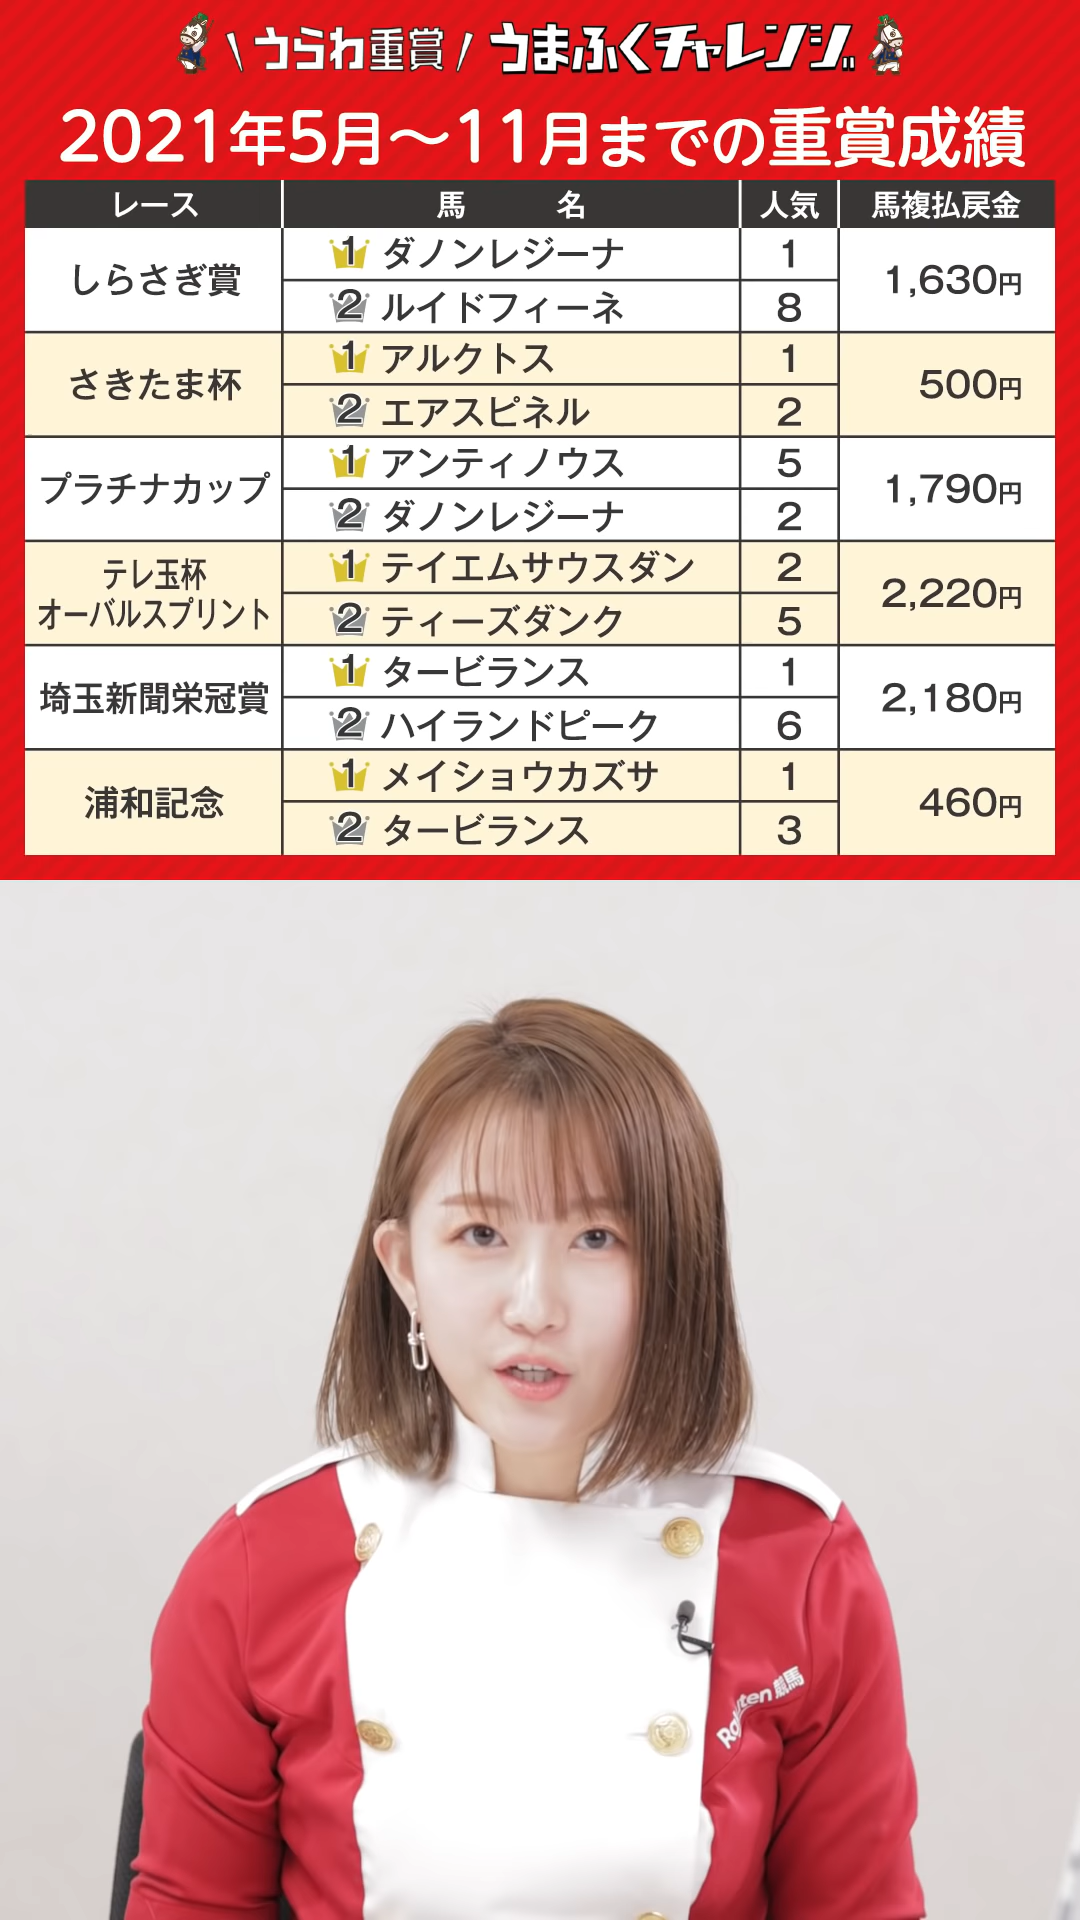 \うらわ重賞/ うまふくチャレンジ!!
2021年5月〜11月までの重賞成績
レース 馬名 人気 馬複払戻金
しらさぎ賞 1 ダノンレジーナ 1 1,630円
2 ルイドフィーネ 8
さきたま杯 1 アルクトス 1 500円
2 エアスピネル 2
プラチナカップ 1 アンティノウス 5 1,790円
2 ダノンレジーナ 2
テレ玉杯
オーバルスプリント 1 テイエムサウスダン 2 2,220円
2 ティーズダンク 5
埼玉新聞栄冠賞 1 タービランス 1 2,180円
2 ハイランドピーク 6
浦和記念 1 メイショウカズサ 1 460円
2 タービランス 3
Rakuten 競馬